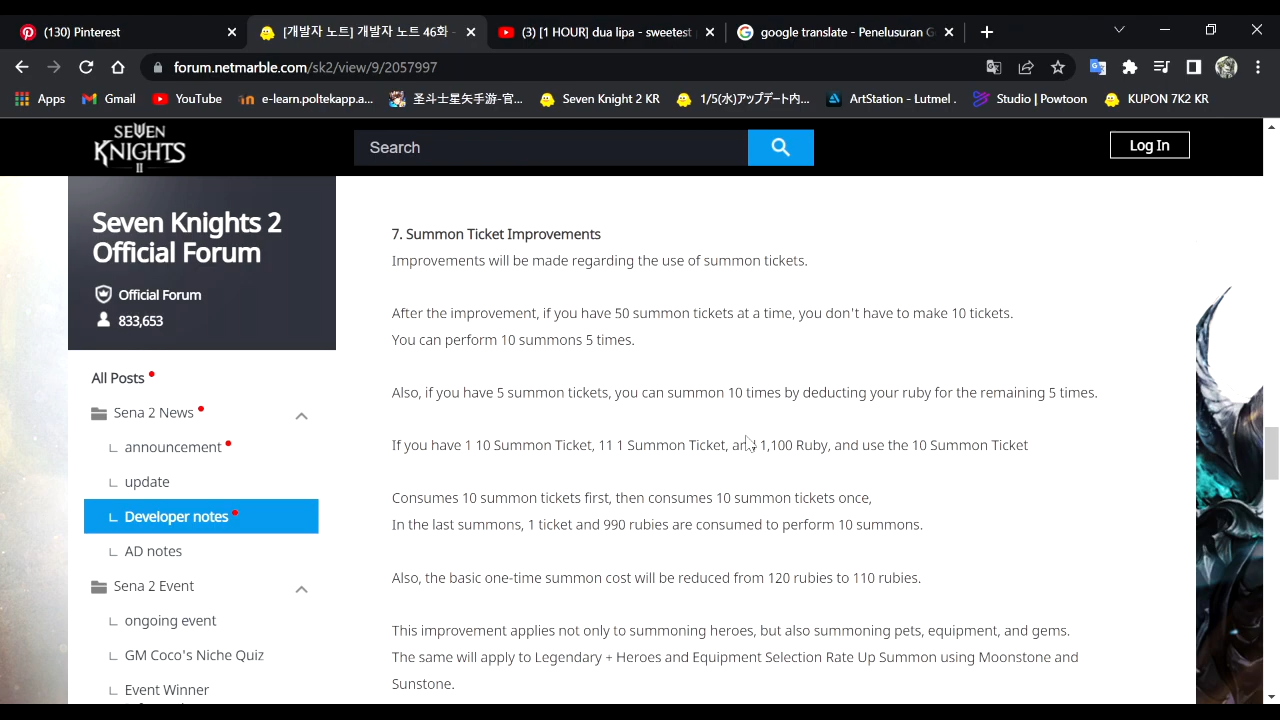 (130) Pinterest
[개발자 노트] 개발자 노트 46화 -
(3) [1 HOUR] dua lipa - sweetest
google translate - Penelusuran G
forum.netmarble.com/sk2/view/9/2057997
Apps
Gmail
YouTube
e-learn.poltekapp.a...
圣斗士星矢手游-官...
Seven Knight 2 KR
1/5(水)アップデート内...
ArtStation - Lutmel .
Studio | Powtoon
KUPON 7K2 KR
SEVEN
KNIGHTS
II
Search
Log In
Seven Knights 2
Official Forum
Official Forum
833,653
All Posts
Sena 2 News
announcement
update
Developer notes
AD notes
Sena 2 Event
ongoing event
GM Coco's Niche Quiz
Event Winner
7. Summon Ticket Improvements
Improvements will be made regarding the use of summon tickets.
After the improvement, if you have 50 summon tickets at a time, you don't have to make 10 tickets.
You can perform 10 summons 5 times.
Also, if you have 5 summon tickets, you can summon 10 times by deducting your ruby for the remaining 5 times.
If you have 1 10 Summon Ticket, 11 1 Summon Ticket, and 1,100 Ruby, and use the 10 Summon Ticket
Consumes 10 summon tickets first, then consumes 10 summon tickets once,
In the last summons, 1 ticket and 990 rubies are consumed to perform 10 summons.
Also, the basic one-time summon cost will be reduced from 120 rubies to 110 rubies.
This improvement applies not only to summoning heroes, but also summoning pets, equipment, and gems.
The same will apply to Legendary + Heroes and Equipment Selection Rate Up Summon using Moonstone and
Sunstone.